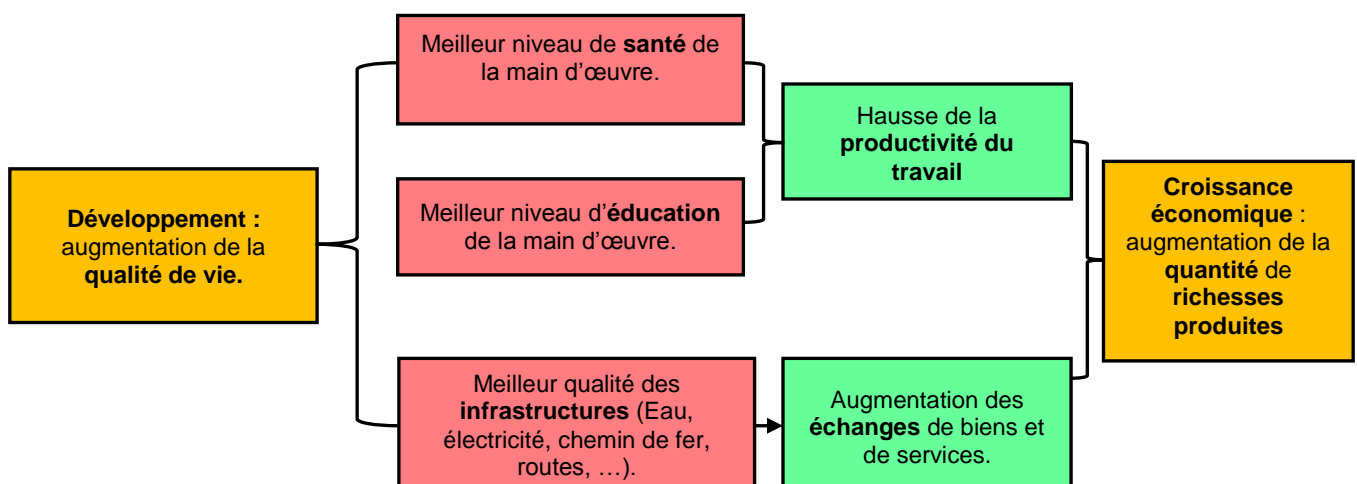 Meilleur niveau de santé de
la main d’œuvre.
Hausse de la
productivité du
travail
Développement :
augmentation de la
qualité de vie.
Meilleur niveau d’éducation
de la main d’œuvre.
Croissance
économique :
augmentation de la
quantité de
richesses
produites
Meilleur qualité des
infrastructures (Eau,
électricité, chemin de fer,
routes, …).
Augmentation des
échanges de biens et
de services.